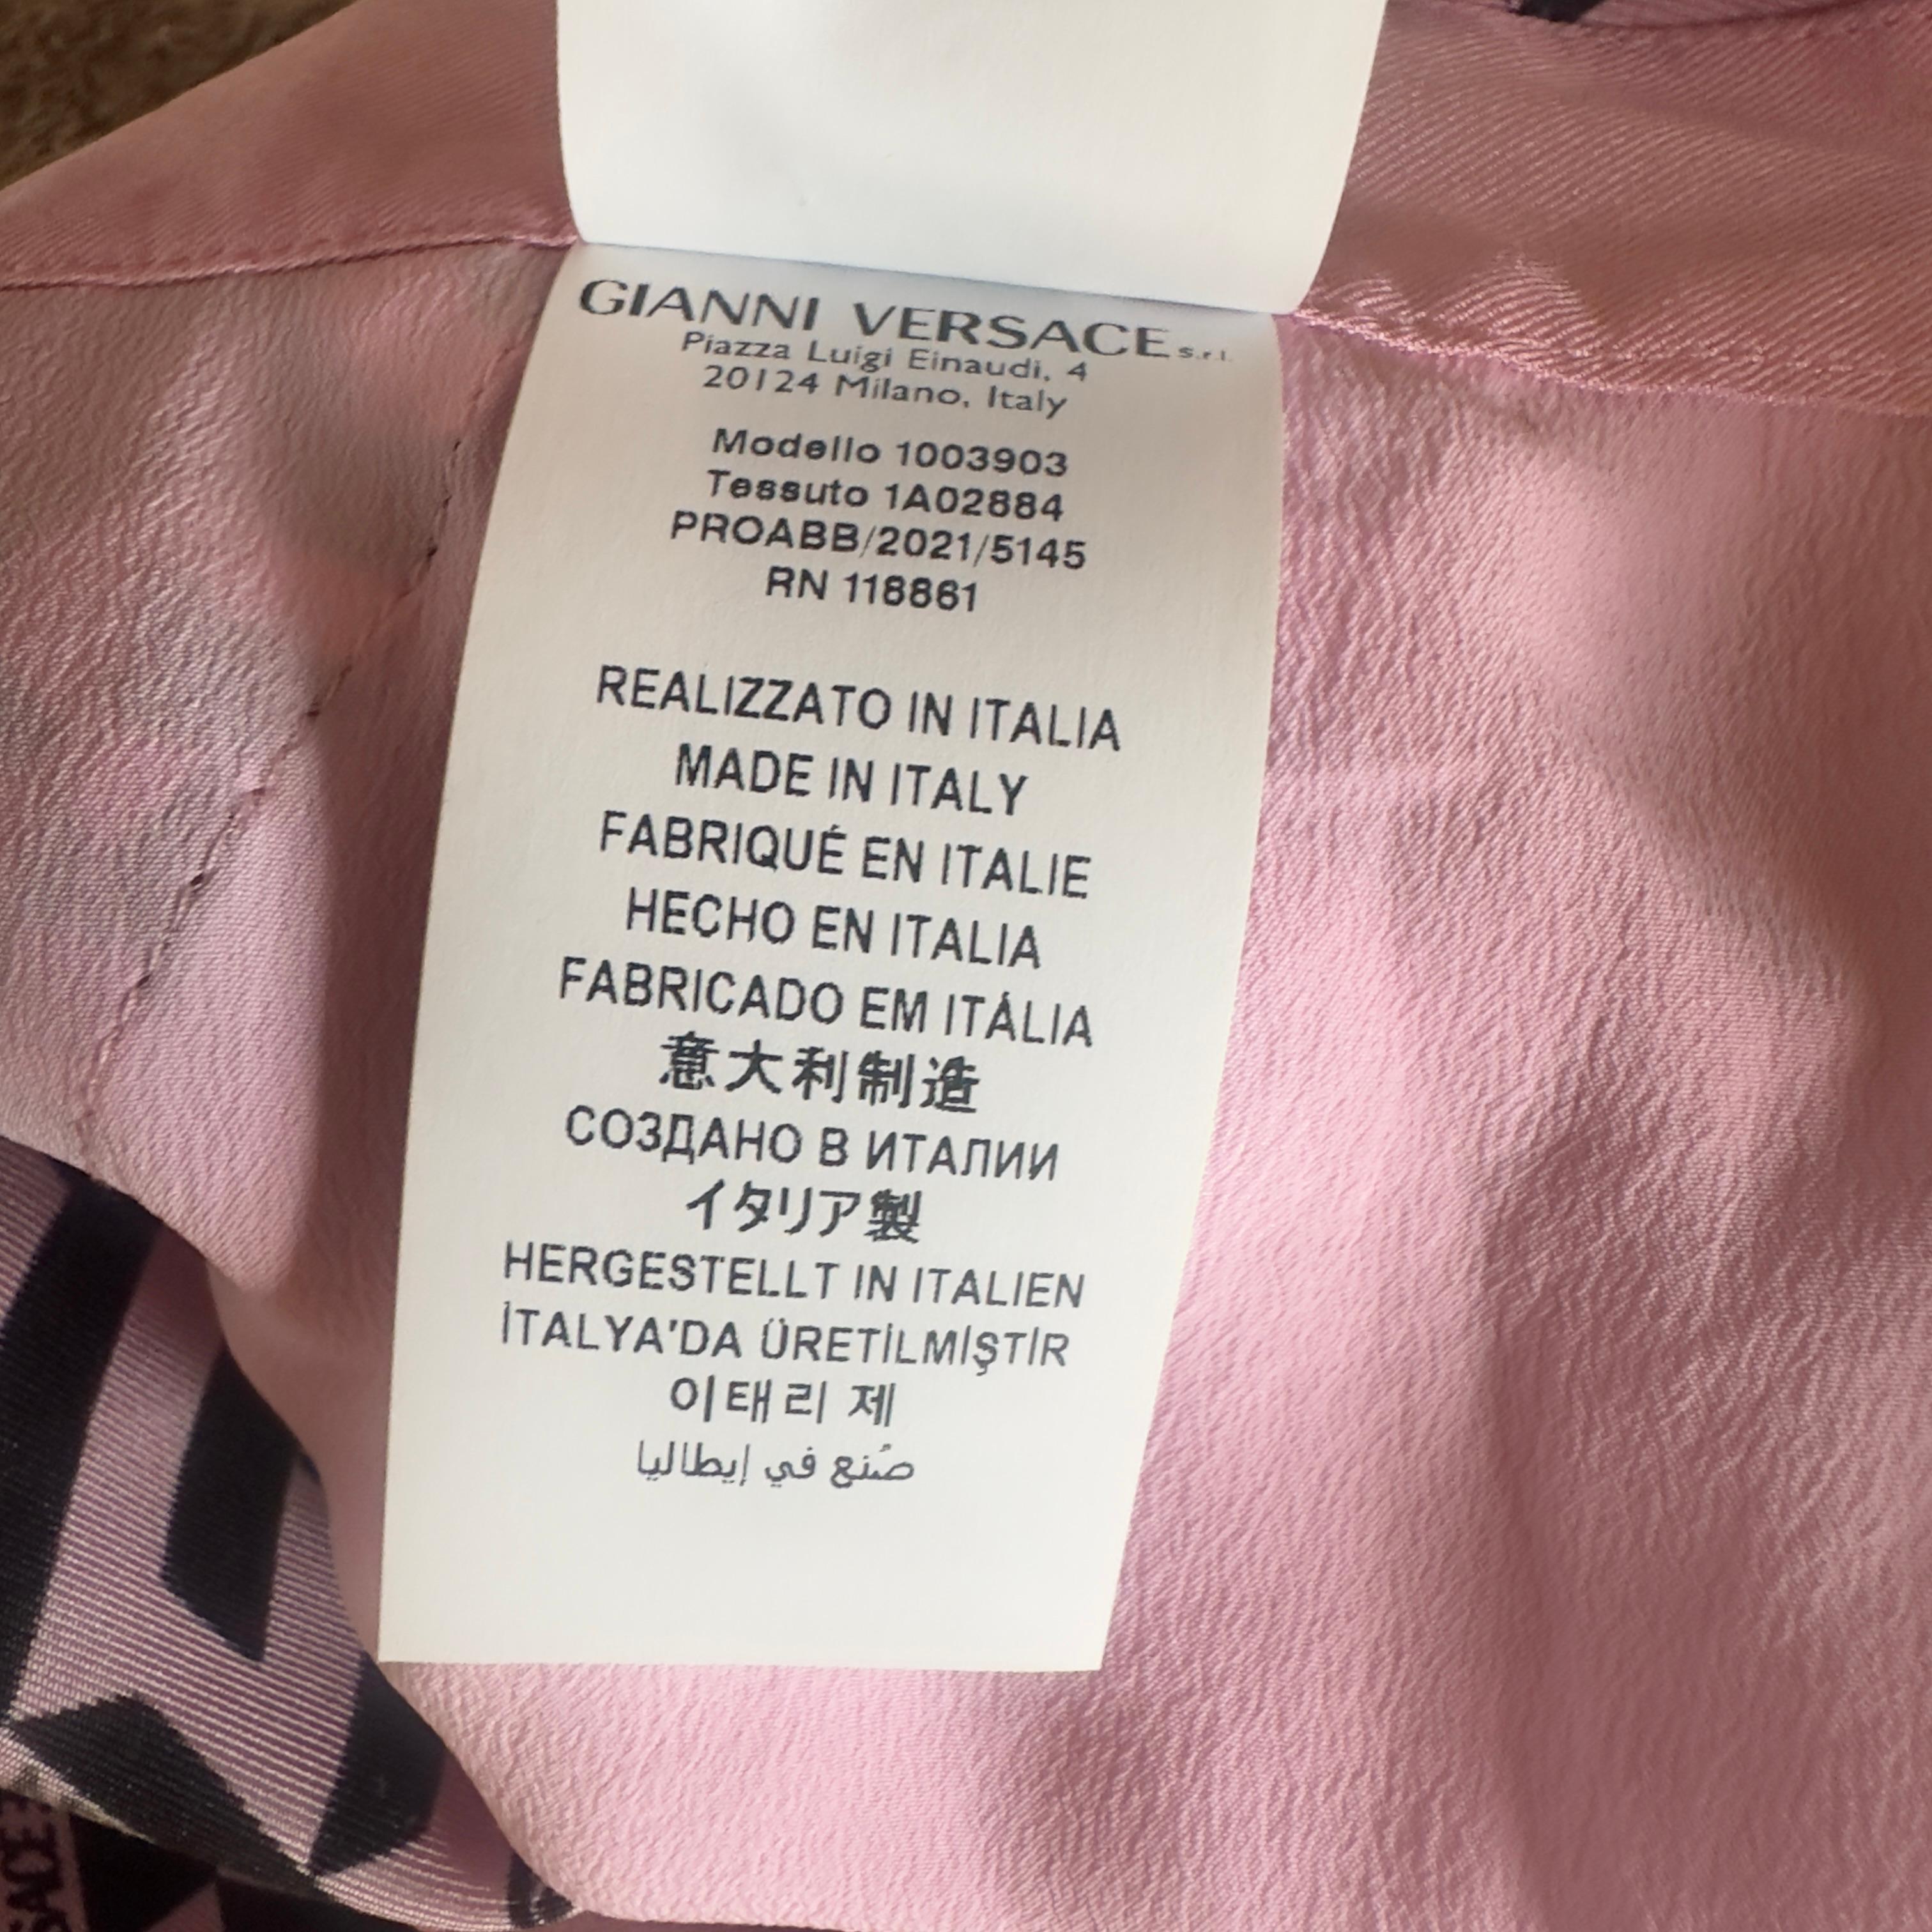 GIANNI VERSACE s.r.l.
Piazza Luigi Einaudi, 4
20124 Milano, Italy
Modello 1003903
Tessuto 1A02884
PROABB/2021/5145
RN 118861
REALIZZATO IN ITALIA
MADE IN ITALY
FABRIQUÉ EN ITALIE
HECHO EN ITALIA
FABRICADO EM ITÁLIA
意大利制造
СОЗДАНО В ИТАЛИИ
イタリア製
HERGESTELLT IN ITALIEN
İTALYA'DA ÜRETİLMİŞTİR
이태리 제
صُنع في إيطاليا